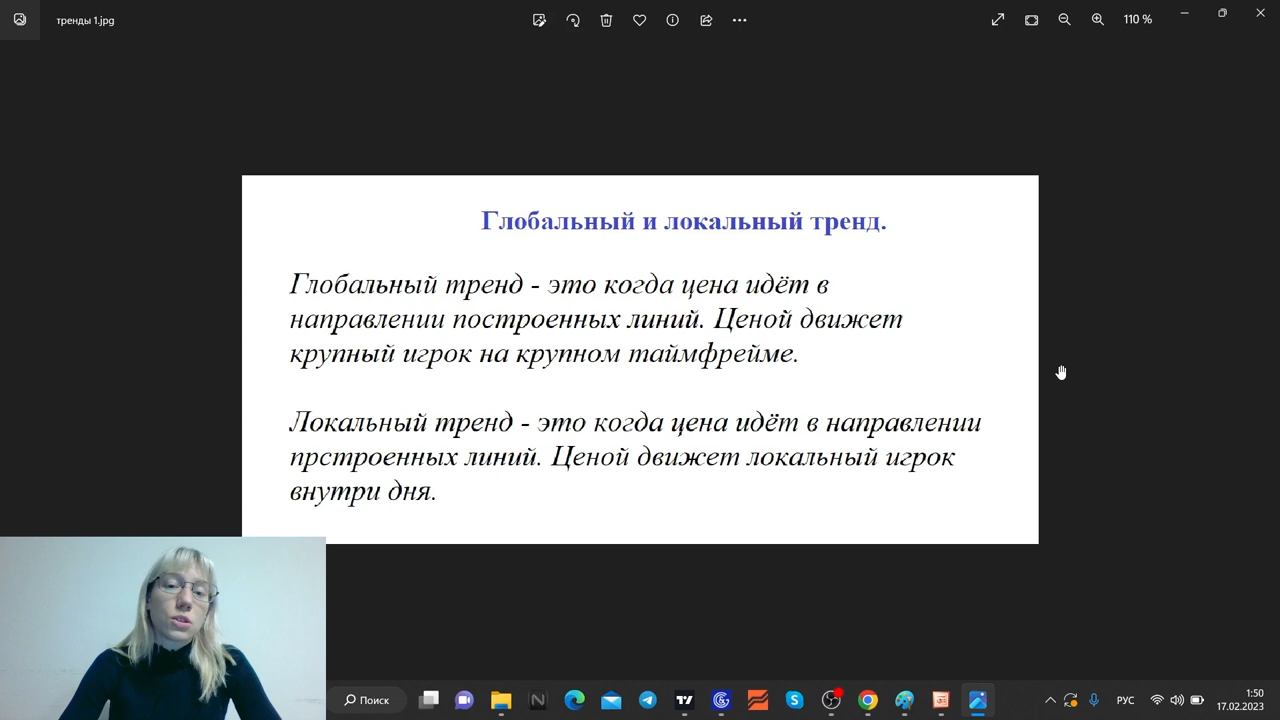 тренды 1.jpg
110 %
Глобальный и локальный тренд.
Глобальный тренд - это когда цена идёт в
направлении построенных линий. Ценой движет
крупный игрок на крупном таймфрейме.
Локальный тренд - это когда цена идёт в направлении
прстроенных линий. Ценой движет локальный игрок
внутри дня.
Поиск
РУС
1:50
17.02.2023